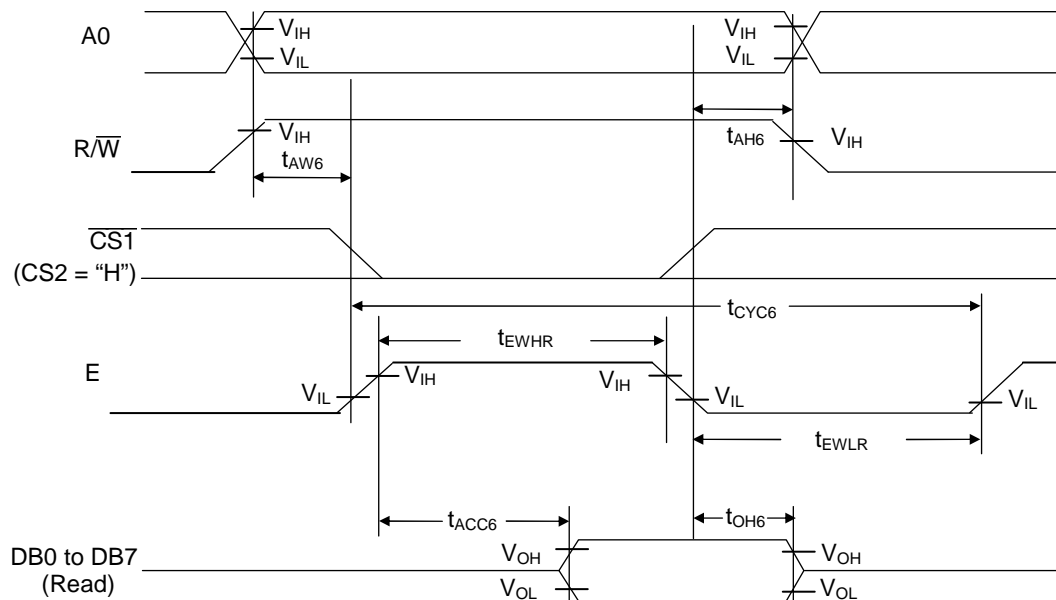 A0
VIH
VIL
VIH
VIL
R/W
VIH
tAW6
tAH6
VIH
CS1
(CS2 = “H”)
tCYC6
tEWHR
E
VIL
VIH
VIH
VIL
VIL
tEWLR
tACC6
tOH6
DB0 to DB7
(Read)
VOH
VOL
VOH
VOL